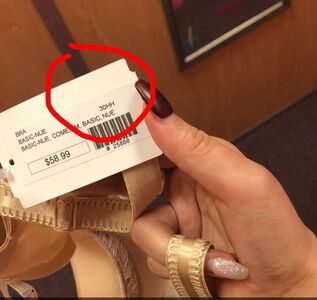 30HH
BRA
BASIC-NUE
BASIC-NUE, COME M, BASIC.NUE
$58.99
# 25888